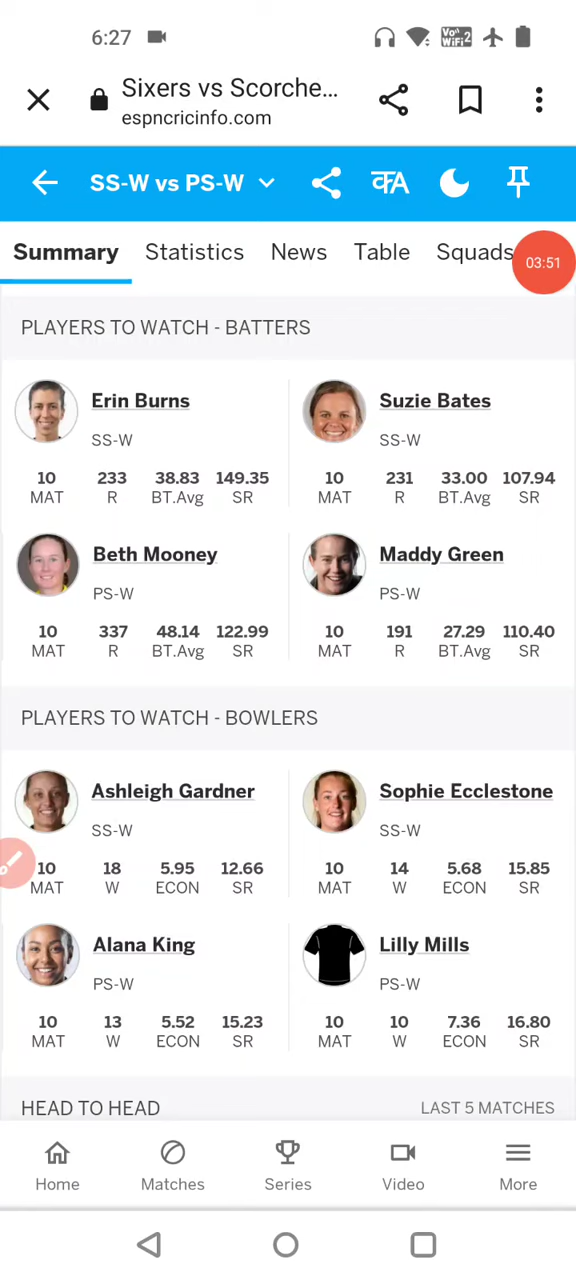 6:27
Vo"
WiFi 2
Sixers vs Scorche...
espncricinfo.com
SS-W vs PS-W
क/A
Summary Statistics News Table Squads
03:51
PLAYERS TO WATCH - BATTERS
Erin Burns
SS-W
10 233 38.83 149.35
MAT R BT.Avg SR
Suzie Bates
SS-W
10 231 33.00 107.94
MAT R BT.Avg SR
Beth Mooney
PS-W
10 337 48.14 122.99
MAT R BT.Avg SR
Maddy Green
PS-W
10 191 27.29 110.40
MAT R BT.Avg SR
PLAYERS TO WATCH - BOWLERS
Ashleigh Gardner
SS-W
10 18 5.95 12.66
MAT W ECON SR
Sophie Ecclestone
SS-W
10 14 5.68 15.85
MAT W ECON SR
Alana King
PS-W
10 13 5.52 15.23
MAT W ECON SR
Lilly Mills
PS-W
10 10 7.36 16.80
MAT W ECON SR
HEAD TO HEAD LAST 5 MATCHES
Home Matches Series Video More